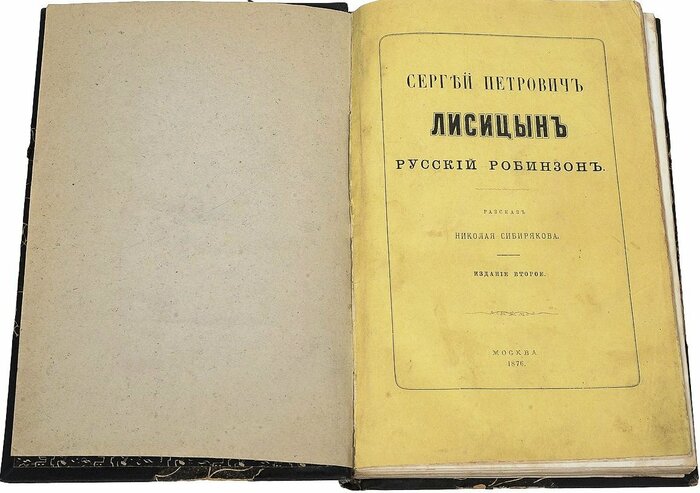 СЕРГѢЙ ПЕТРОВИЧЪ
ЛИСИЦЫНЪ
РУССКІЙ РОБИНЗОНЪ.
РАЗСКАЗЪ
НИКОЛАЯ СИБИРЯКОВА.
ИЗДАНІЕ ВТОРОЕ.
МОСКВА
1876.